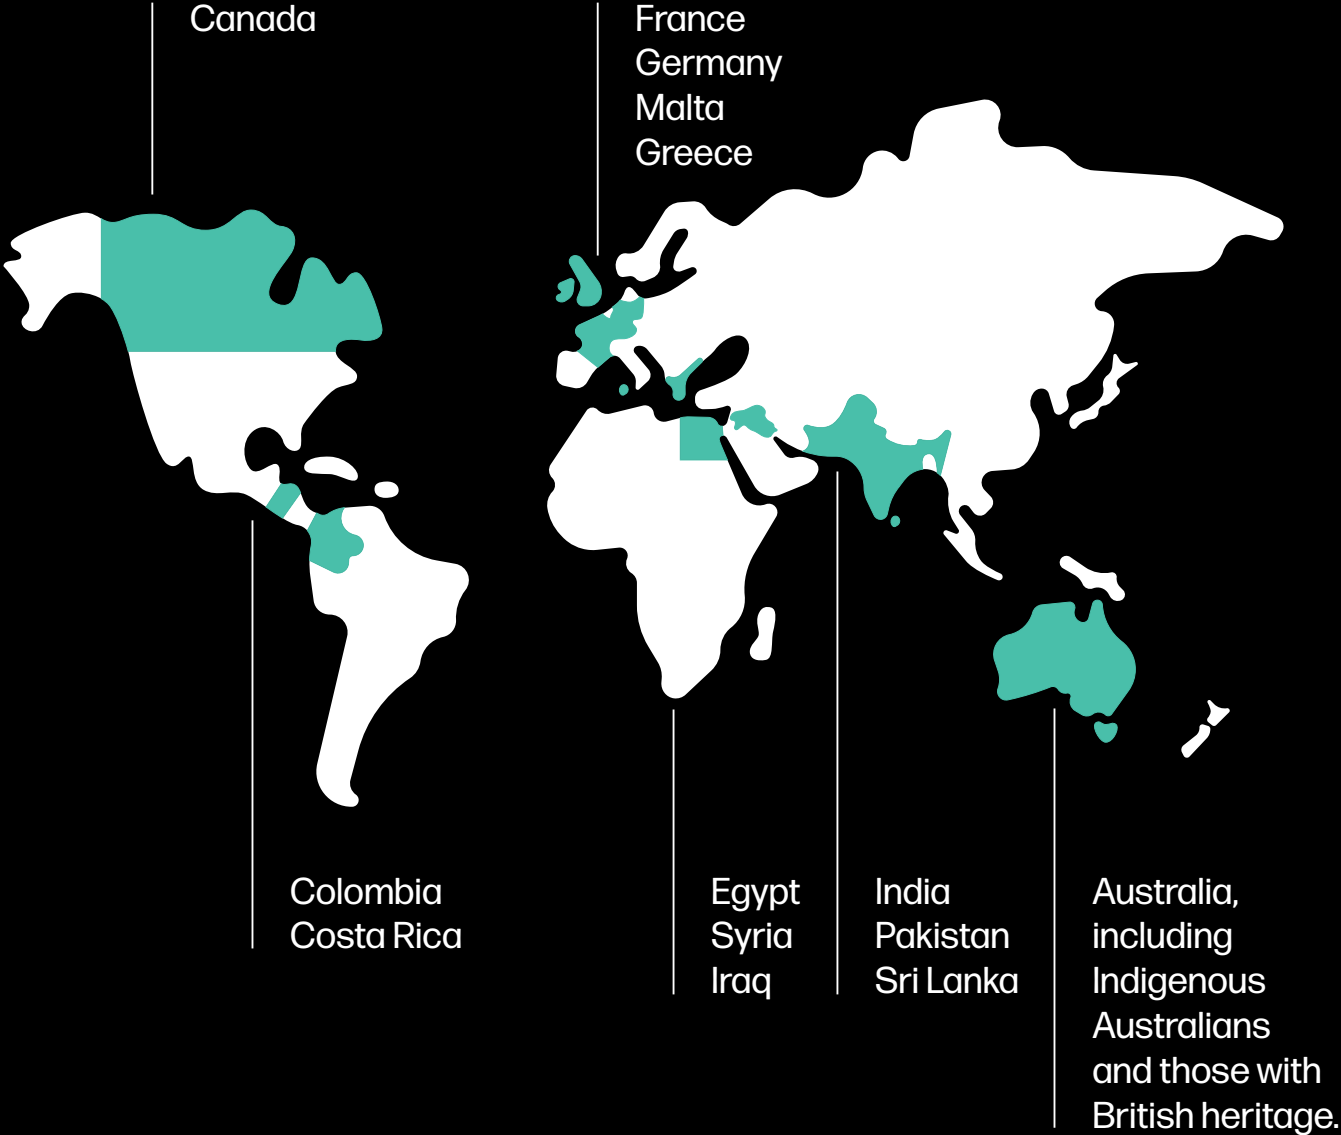 Canada
France
Germany
Malta
Greece
Colombia
Costa Rica
Egypt
Syria
Iraq
India
Pakistan
Sri Lanka
Australia,
including
Indigenous
Australians
and those with
British heritage.